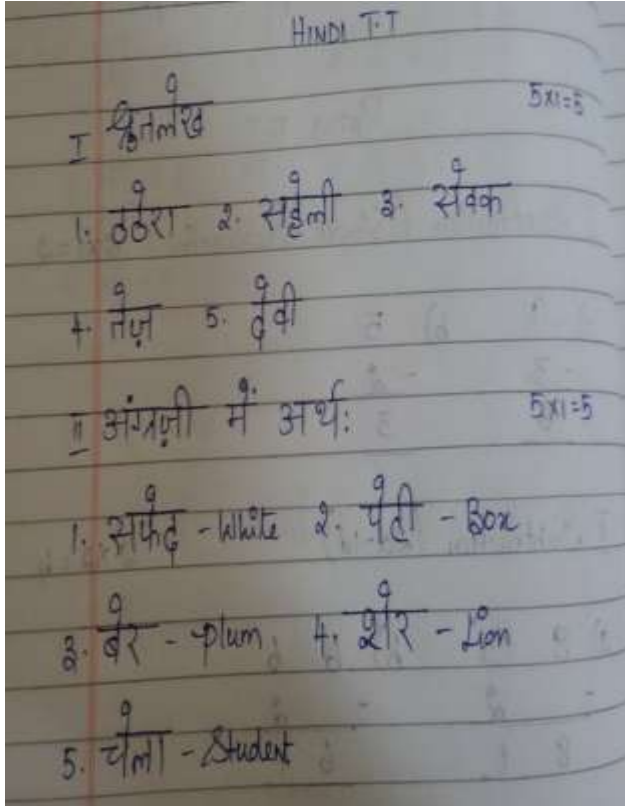 HINDI T.T
I श्रुतलेख 5x1=5
1. ठठेरा 2. सहेली 3. सेवक
4. तेज़ 5. देवी
II अंग्रज़ी में अर्थ: 5x1=5
1. सफेद - White 2. पेटी - Box
3. बेर - plum 4. शेर - Lion
5. चेला - Student